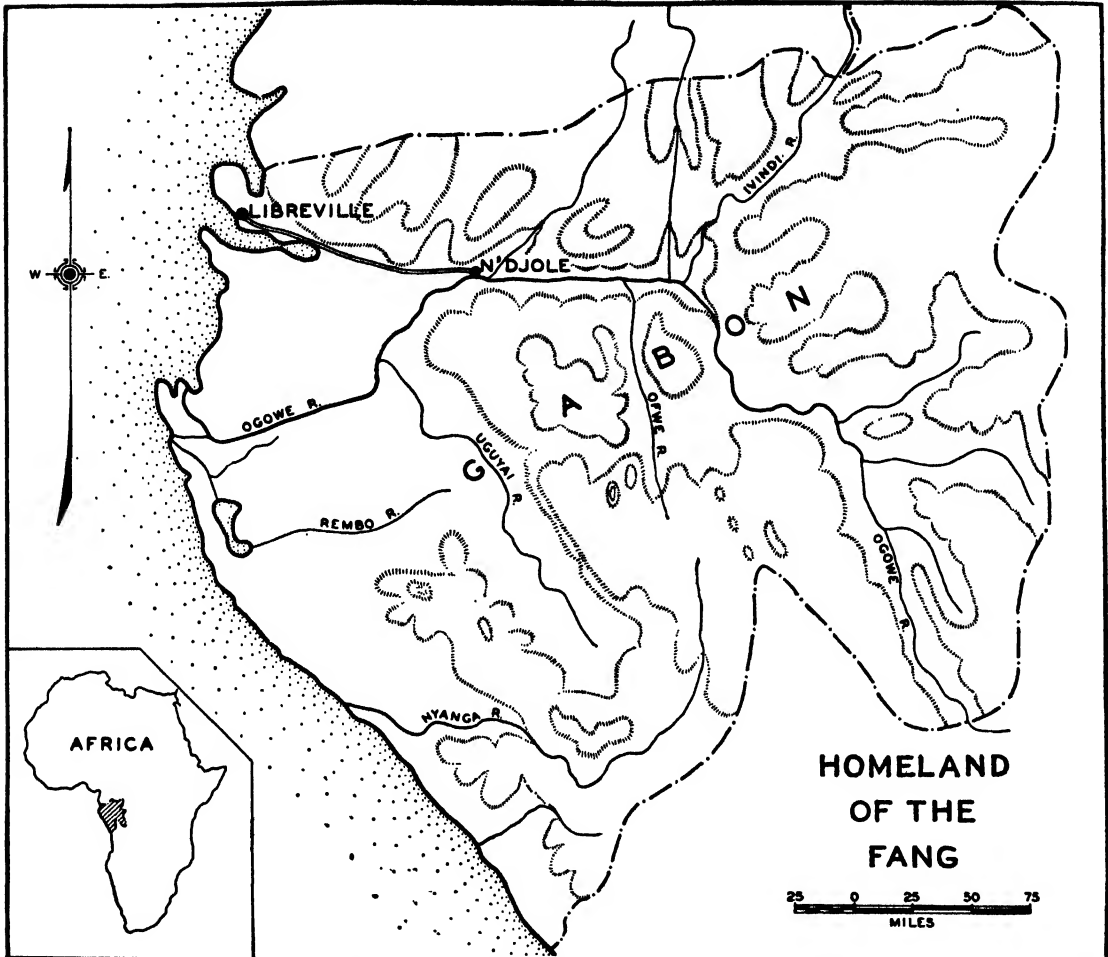 LIBREVILLE
N'DJOLE
IVINDI. R.
W E.
G A B O N
OGOWE R.
UGUYAI R.
OFWE R.
REMBO R.
OGOWE R.
NYANGA R.
AFRICA
HOMELAND
OF THE
FANG
25 0 25 50 75
MILES